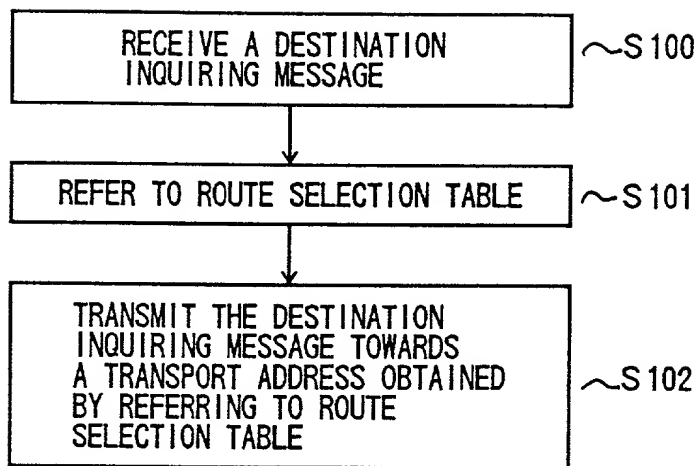 RECEIVE A DESTINATION
INQUIRING MESSAGE
~S100
REFER TO ROUTE SELECTION TABLE
~S101
TRANSMIT THE DESTINATION
INQUIRING MESSAGE TOWARDS
A TRANSPORT ADDRESS OBTAINED
BY REFERRING TO ROUTE
SELECTION TABLE
~S102